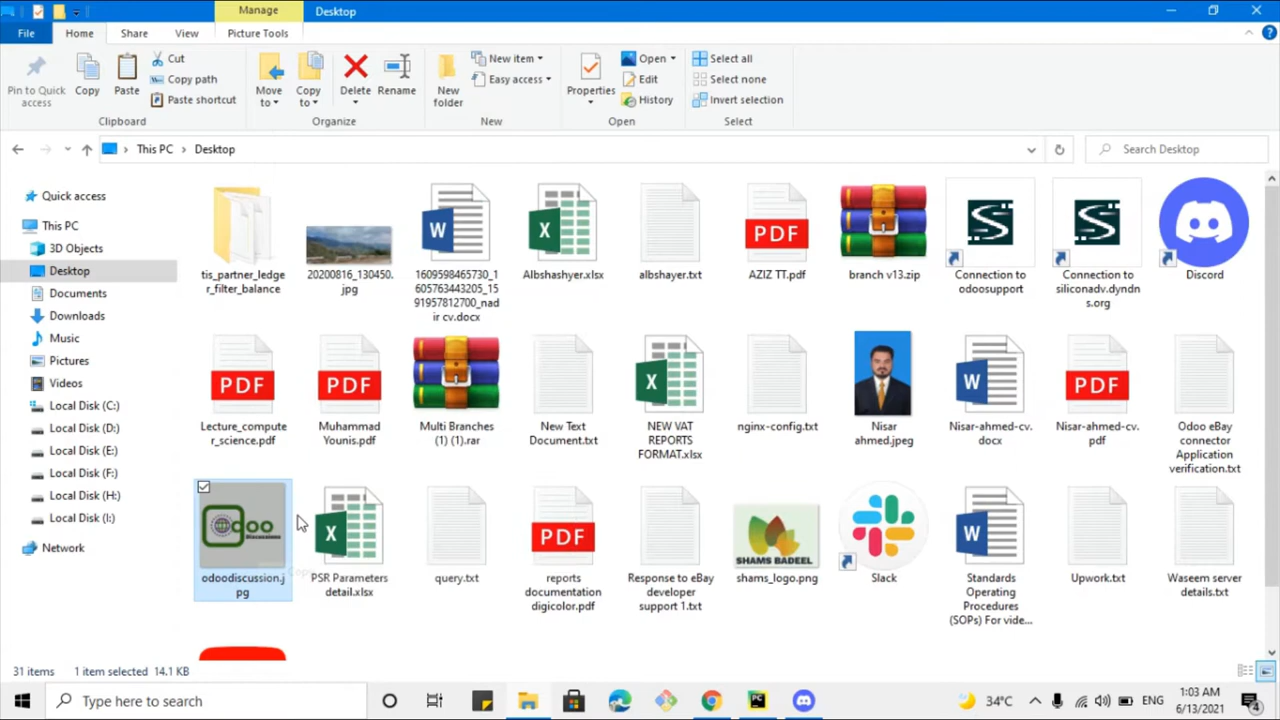 Manage
Desktop
File
Home
Share
View
Picture Tools
Pin to Quick
access
Copy
Paste
Cut
Copy path
Paste shortcut
Clipboard
Move
to
Copy
to
Delete
Rename
Organize
New
folder
New item
Easy access
New
Properties
Open
Edit
History
Open
Select all
Select none
Invert selection
Select
This PC
Desktop
Search Desktop
Quick access
This PC
3D Objects
Desktop
Documents
Downloads
Music
Pictures
Videos
Local Disk (C:)
Local Disk (D:)
Local Disk (E:)
Local Disk (F:)
Local Disk (H:)
Local Disk (I:)
Network
tis_partner_ledge
r_filter_balance
20200816_130450.
jpg
W
1609598465730_1
605763443205_15
91957812700_nad
ir cv.docx
X
Albshashyer.xlsx
albshayer.txt
PDF
AZIZ TT.pdf
branch v13.zip
Connection to
odoosupport
Connection to
siliconadv.dyndn
s.org
Discord
PDF
Lecture_compute
r_science.pdf
PDF
Muhammad
Younis.pdf
Multi Branches
(1) (1).rar
New Text
Document.txt
X
NEW VAT
REPORTS
FORMAT.xlsx
nginx-config.txt
Nisar
ahmed.jpeg
W
Nisar-ahmed-cv.
docx
PDF
Nisar-ahmed-cv.
pdf
Odoo eBay
connector
Application
verification.txt
odoo
Discussions
odoodiscussion.j
pg
X
PSR Parameters
detail.xlsx
query.txt
PDF
reports
documentation
digicolor.pdf
Response to eBay
developer
support 1.txt
SHAMS BADEEL
shams_logo.png
Slack
W
Standards
Operating
Procedures
(SOPs) For vide...
Upwork.txt
Waseem server
details.txt
Copy
31 items
1 item selected 14.1 KB
Type here to search
PC
34°C
ENG
1:03 AM
6/13/2021
4